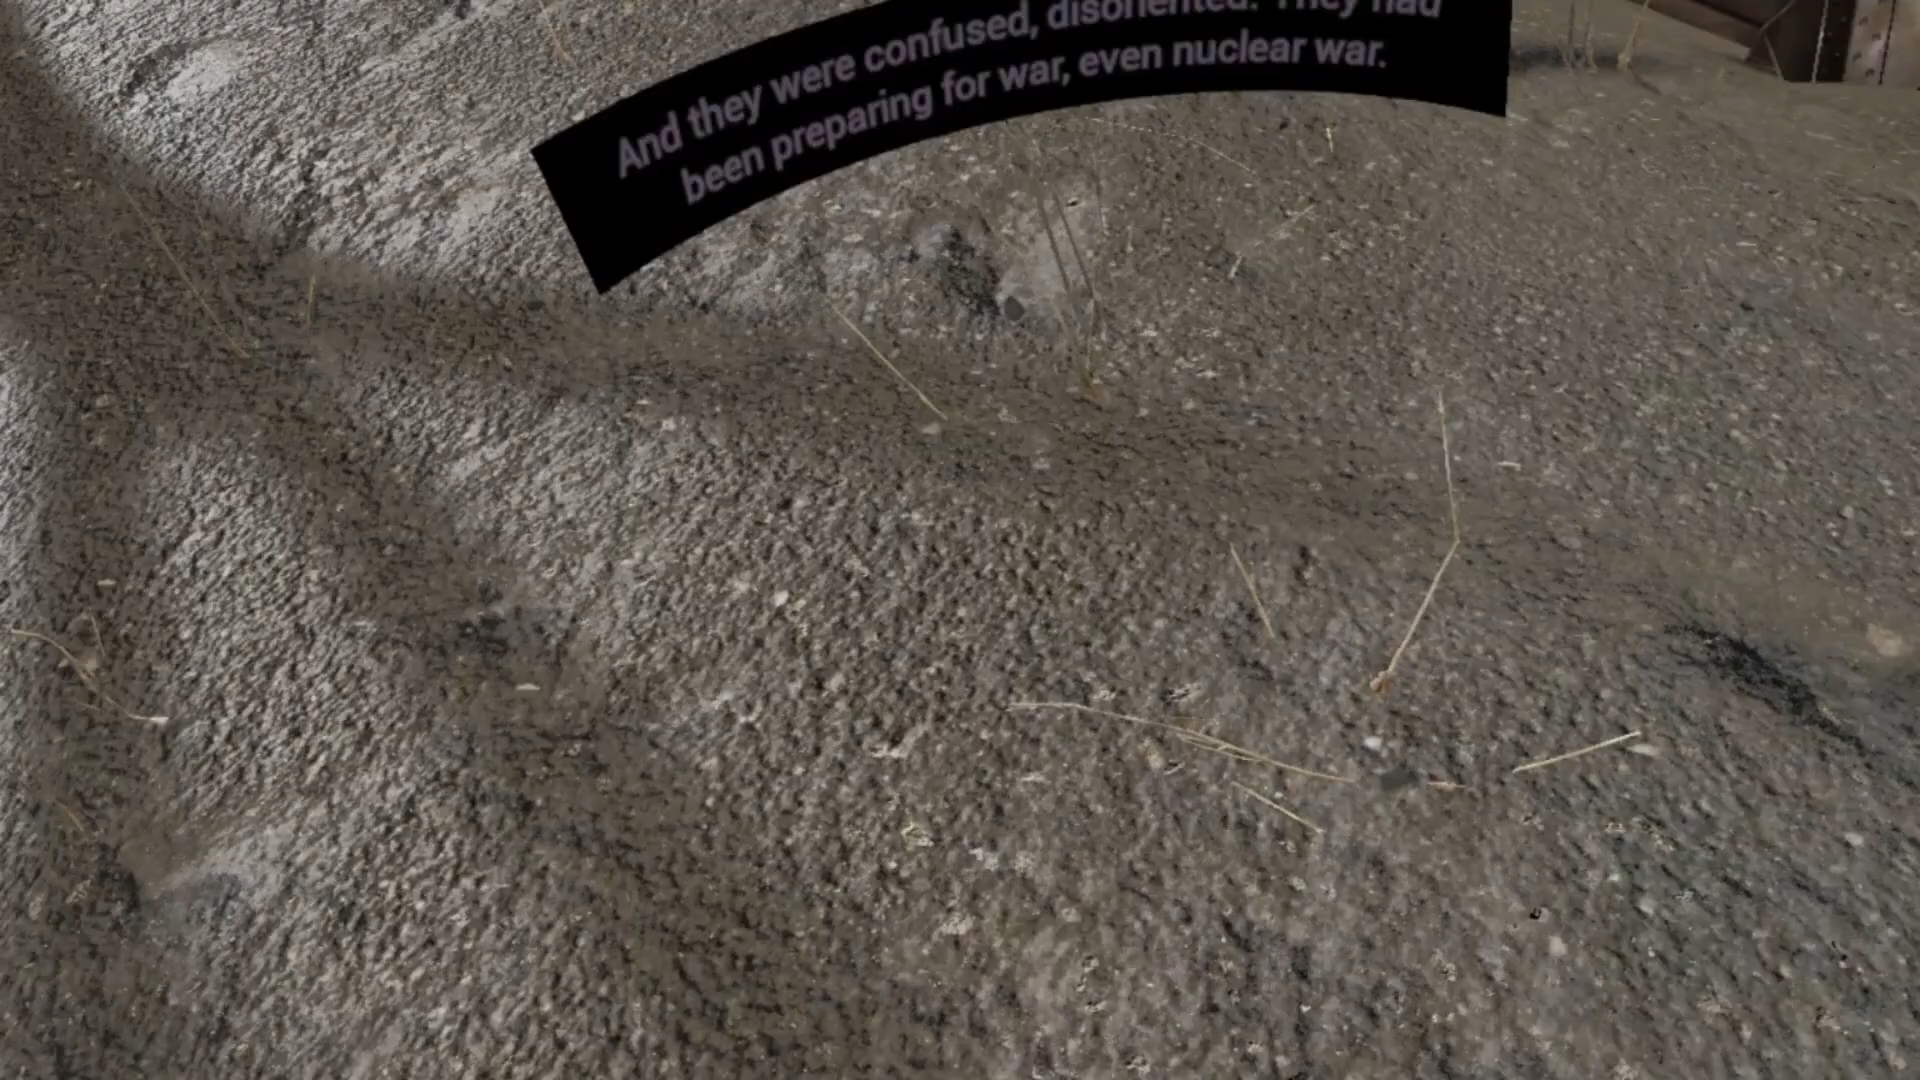 And they were confused, disoriented. They had
been preparing for war, even nuclear war.